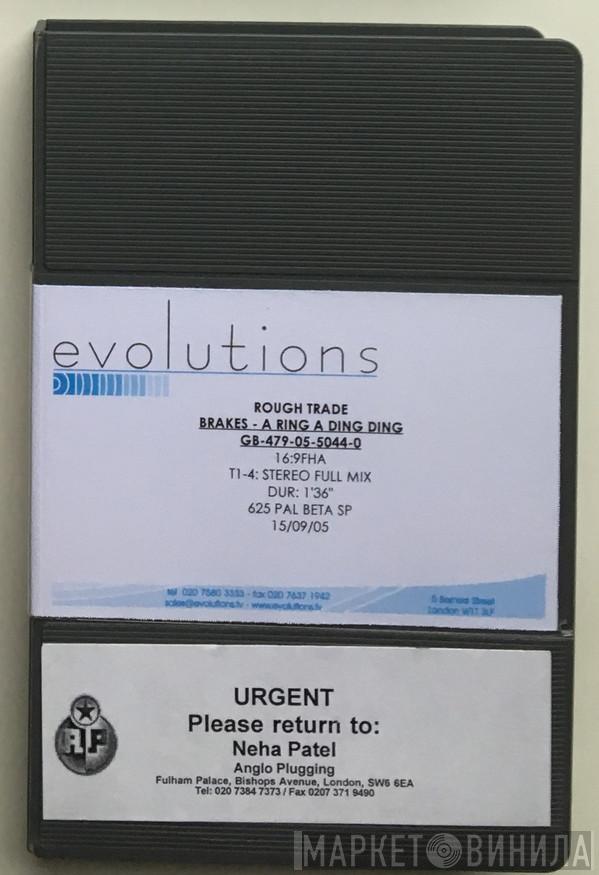 evolutions
ROUGH TRADE
BRAKES - A RING A DING DING
GB-479-05-5044-0
16:9FHA
T1-4: STEREO FULL MIX
DUR: 1'36"
625 PAL BETA SP
15/09/05
tel 020 7580 3333 - fax 020 7637 1942
sales@evolutions.tv - www.evolutions.tv
Street
London W1T 3LF
RP
URGENT
Please return to:
Neha Patel
Anglo Plugging
Fulham Palace, Bishops Avenue, London, SW6 6EA
Tel: 020 7384 7373 / Fax 0207 371 9490
МАРКЕТ ВИНИЛА